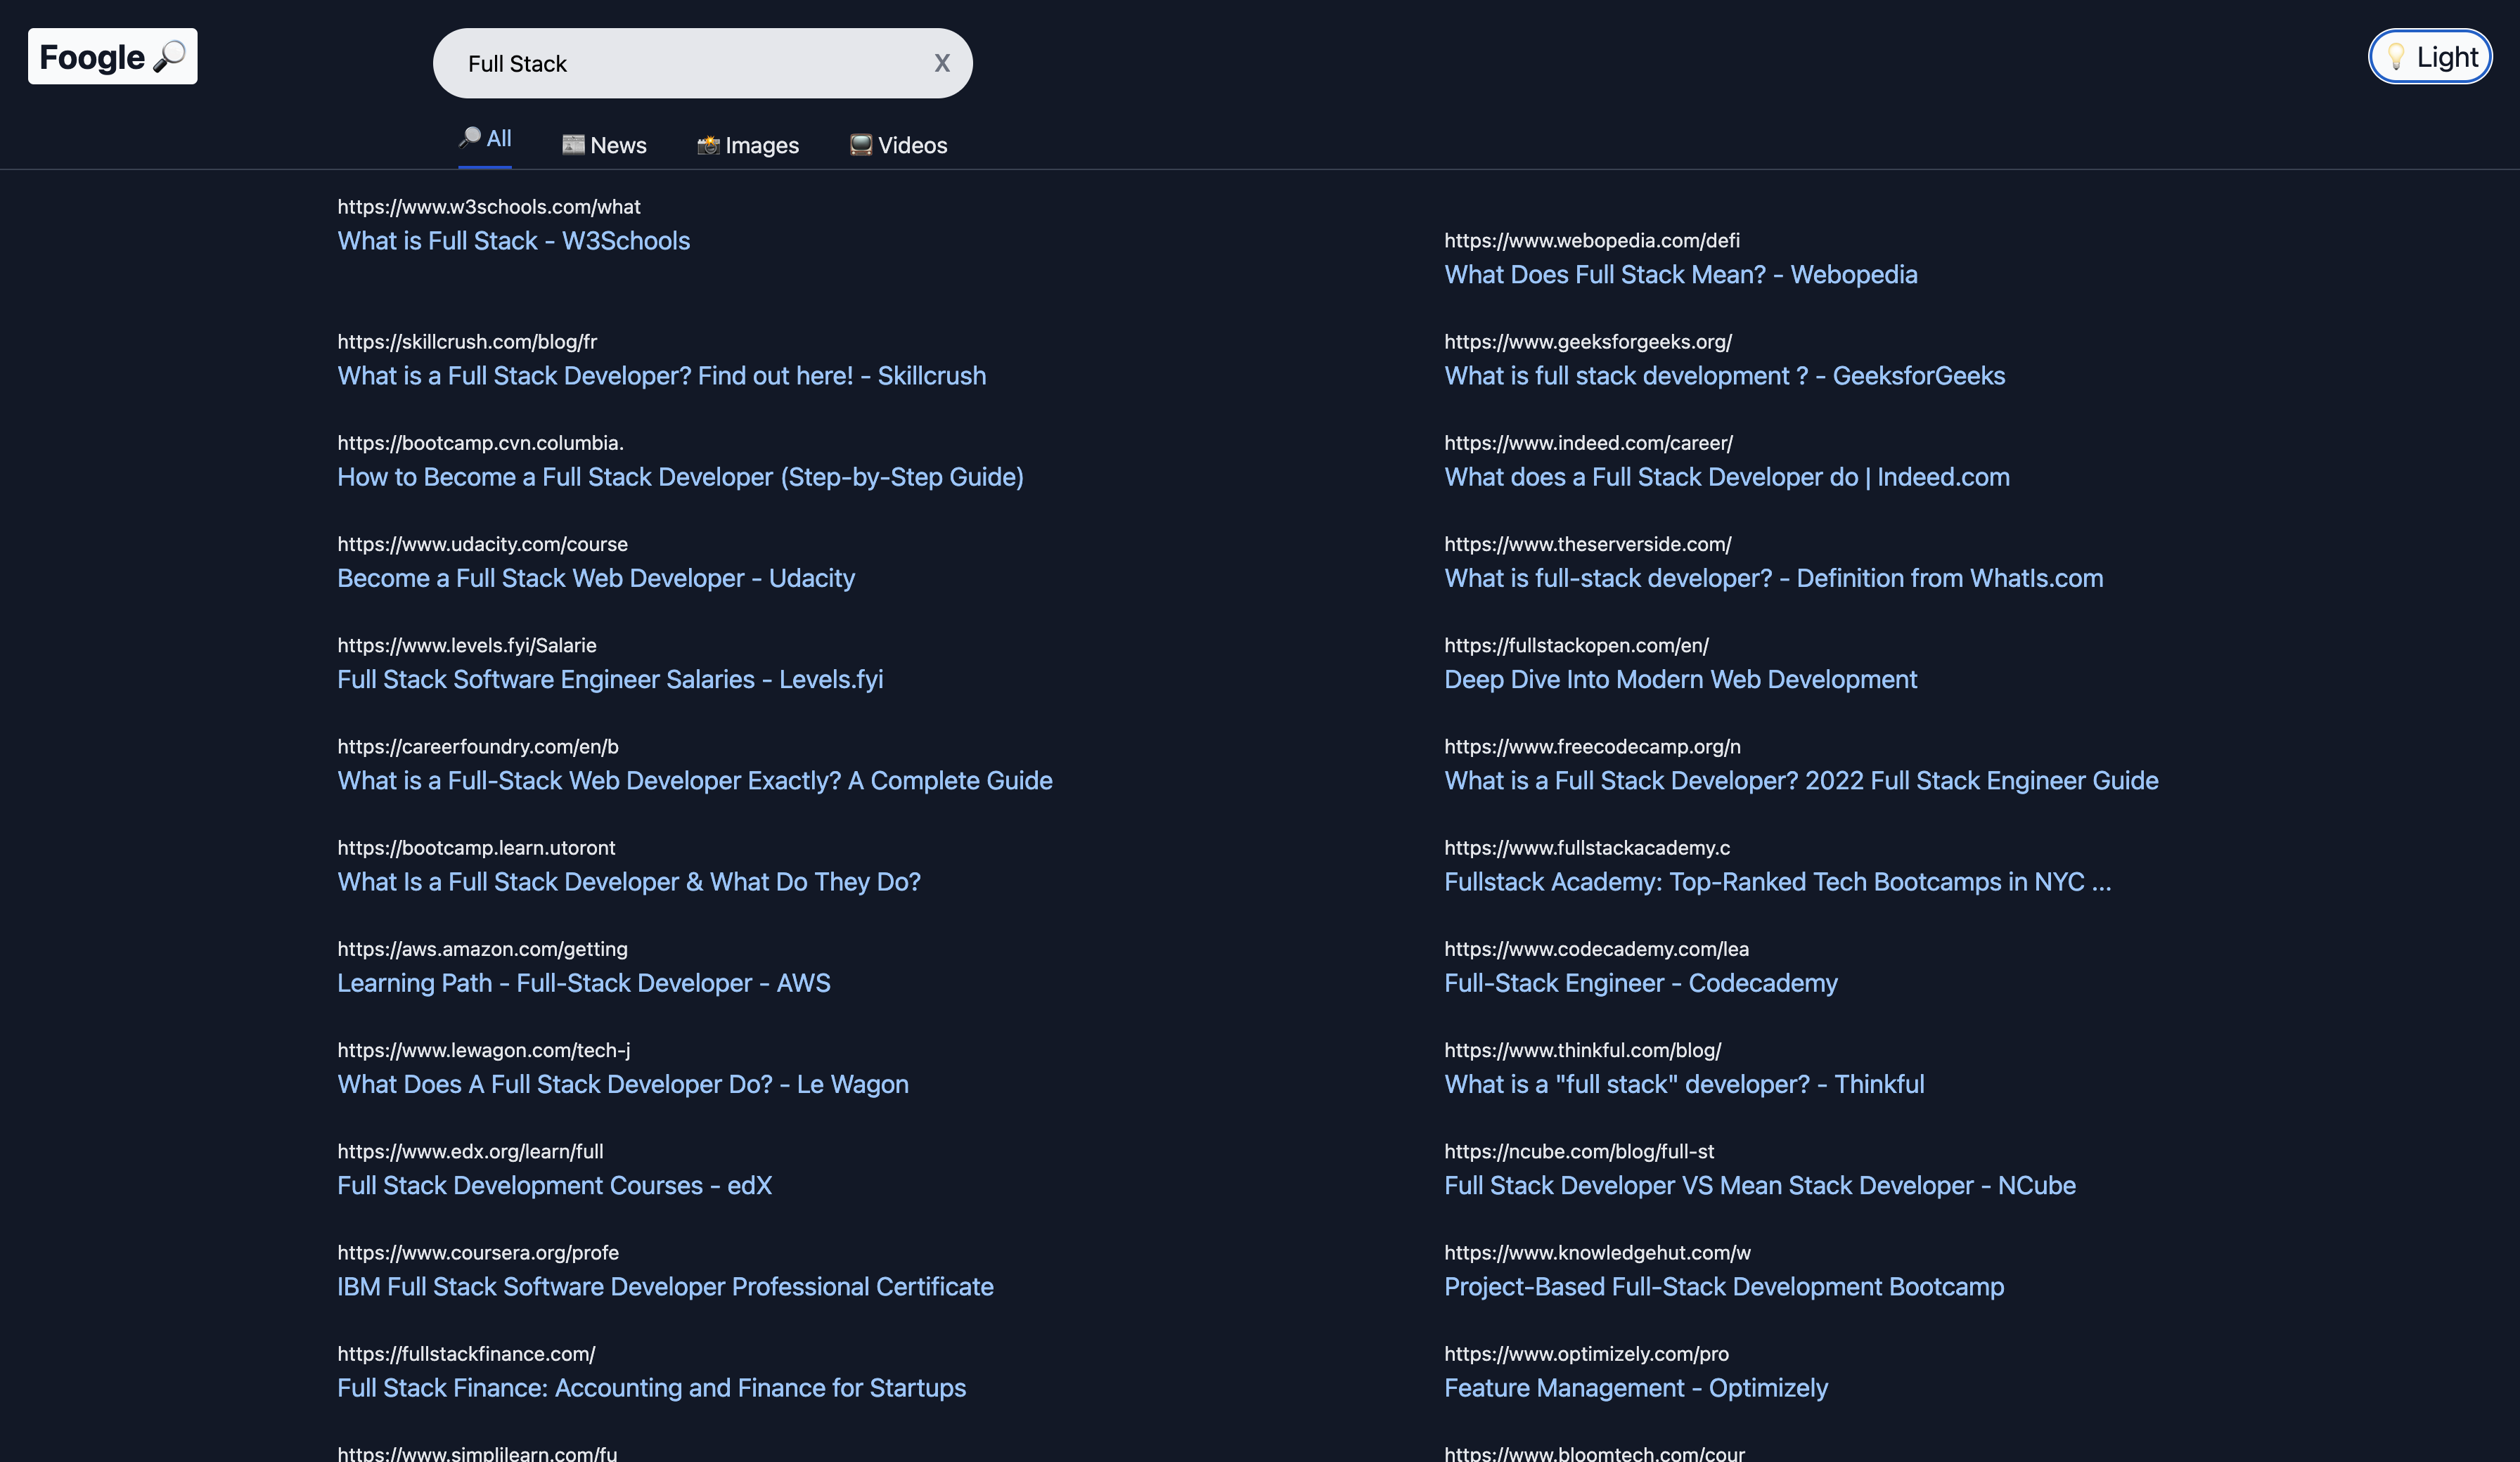 Foogle
Full Stack
X
Light
All
News
Images
Videos
https://www.w3schools.com/what
What is Full Stack - W3Schools
https://www.webopedia.com/defi
What Does Full Stack Mean? - Webopedia
https://skillcrush.com/blog/fr
What is a Full Stack Developer? Find out here! - Skillcrush
https://www.geeksforgeeks.org/
What is full stack development ? - GeeksforGeeks
https://bootcamp.cvn.columbia.
How to Become a Full Stack Developer (Step-by-Step Guide)
https://www.indeed.com/career/
What does a Full Stack Developer do | Indeed.com
https://www.udacity.com/course
Become a Full Stack Web Developer - Udacity
https://www.theserverside.com/
What is full-stack developer? - Definition from WhatIs.com
https://www.levels.fyi/Salarie
Full Stack Software Engineer Salaries - Levels.fyi
https://fullstackopen.com/en/
Deep Dive Into Modern Web Development
https://careerfoundry.com/en/b
What is a Full-Stack Web Developer Exactly? A Complete Guide
https://www.freecodecamp.org/n
What is a Full Stack Developer? 2022 Full Stack Engineer Guide
https://bootcamp.learn.utoront
What Is a Full Stack Developer & What Do They Do?
https://www.fullstackacademy.c
Fullstack Academy: Top-Ranked Tech Bootcamps in NYC ...
https://aws.amazon.com/getting
Learning Path - Full-Stack Developer - AWS
https://www.codecademy.com/lea
Full-Stack Engineer - Codecademy
https://www.lewagon.com/tech-j
What Does A Full Stack Developer Do? - Le Wagon
https://www.thinkful.com/blog/
What is a "full stack" developer? - Thinkful
https://www.edx.org/learn/full
Full Stack Development Courses - edX
https://ncube.com/blog/full-st
Full Stack Developer VS Mean Stack Developer - NCube
https://www.coursera.org/profe
IBM Full Stack Software Developer Professional Certificate
https://www.knowledgehut.com/w
Project-Based Full-Stack Development Bootcamp
https://fullstackfinance.com/
Full Stack Finance: Accounting and Finance for Startups
https://www.optimizely.com/pro
Feature Management - Optimizely
https://www.simplilearn.com/fu
https://www.bloomtech.com/cour